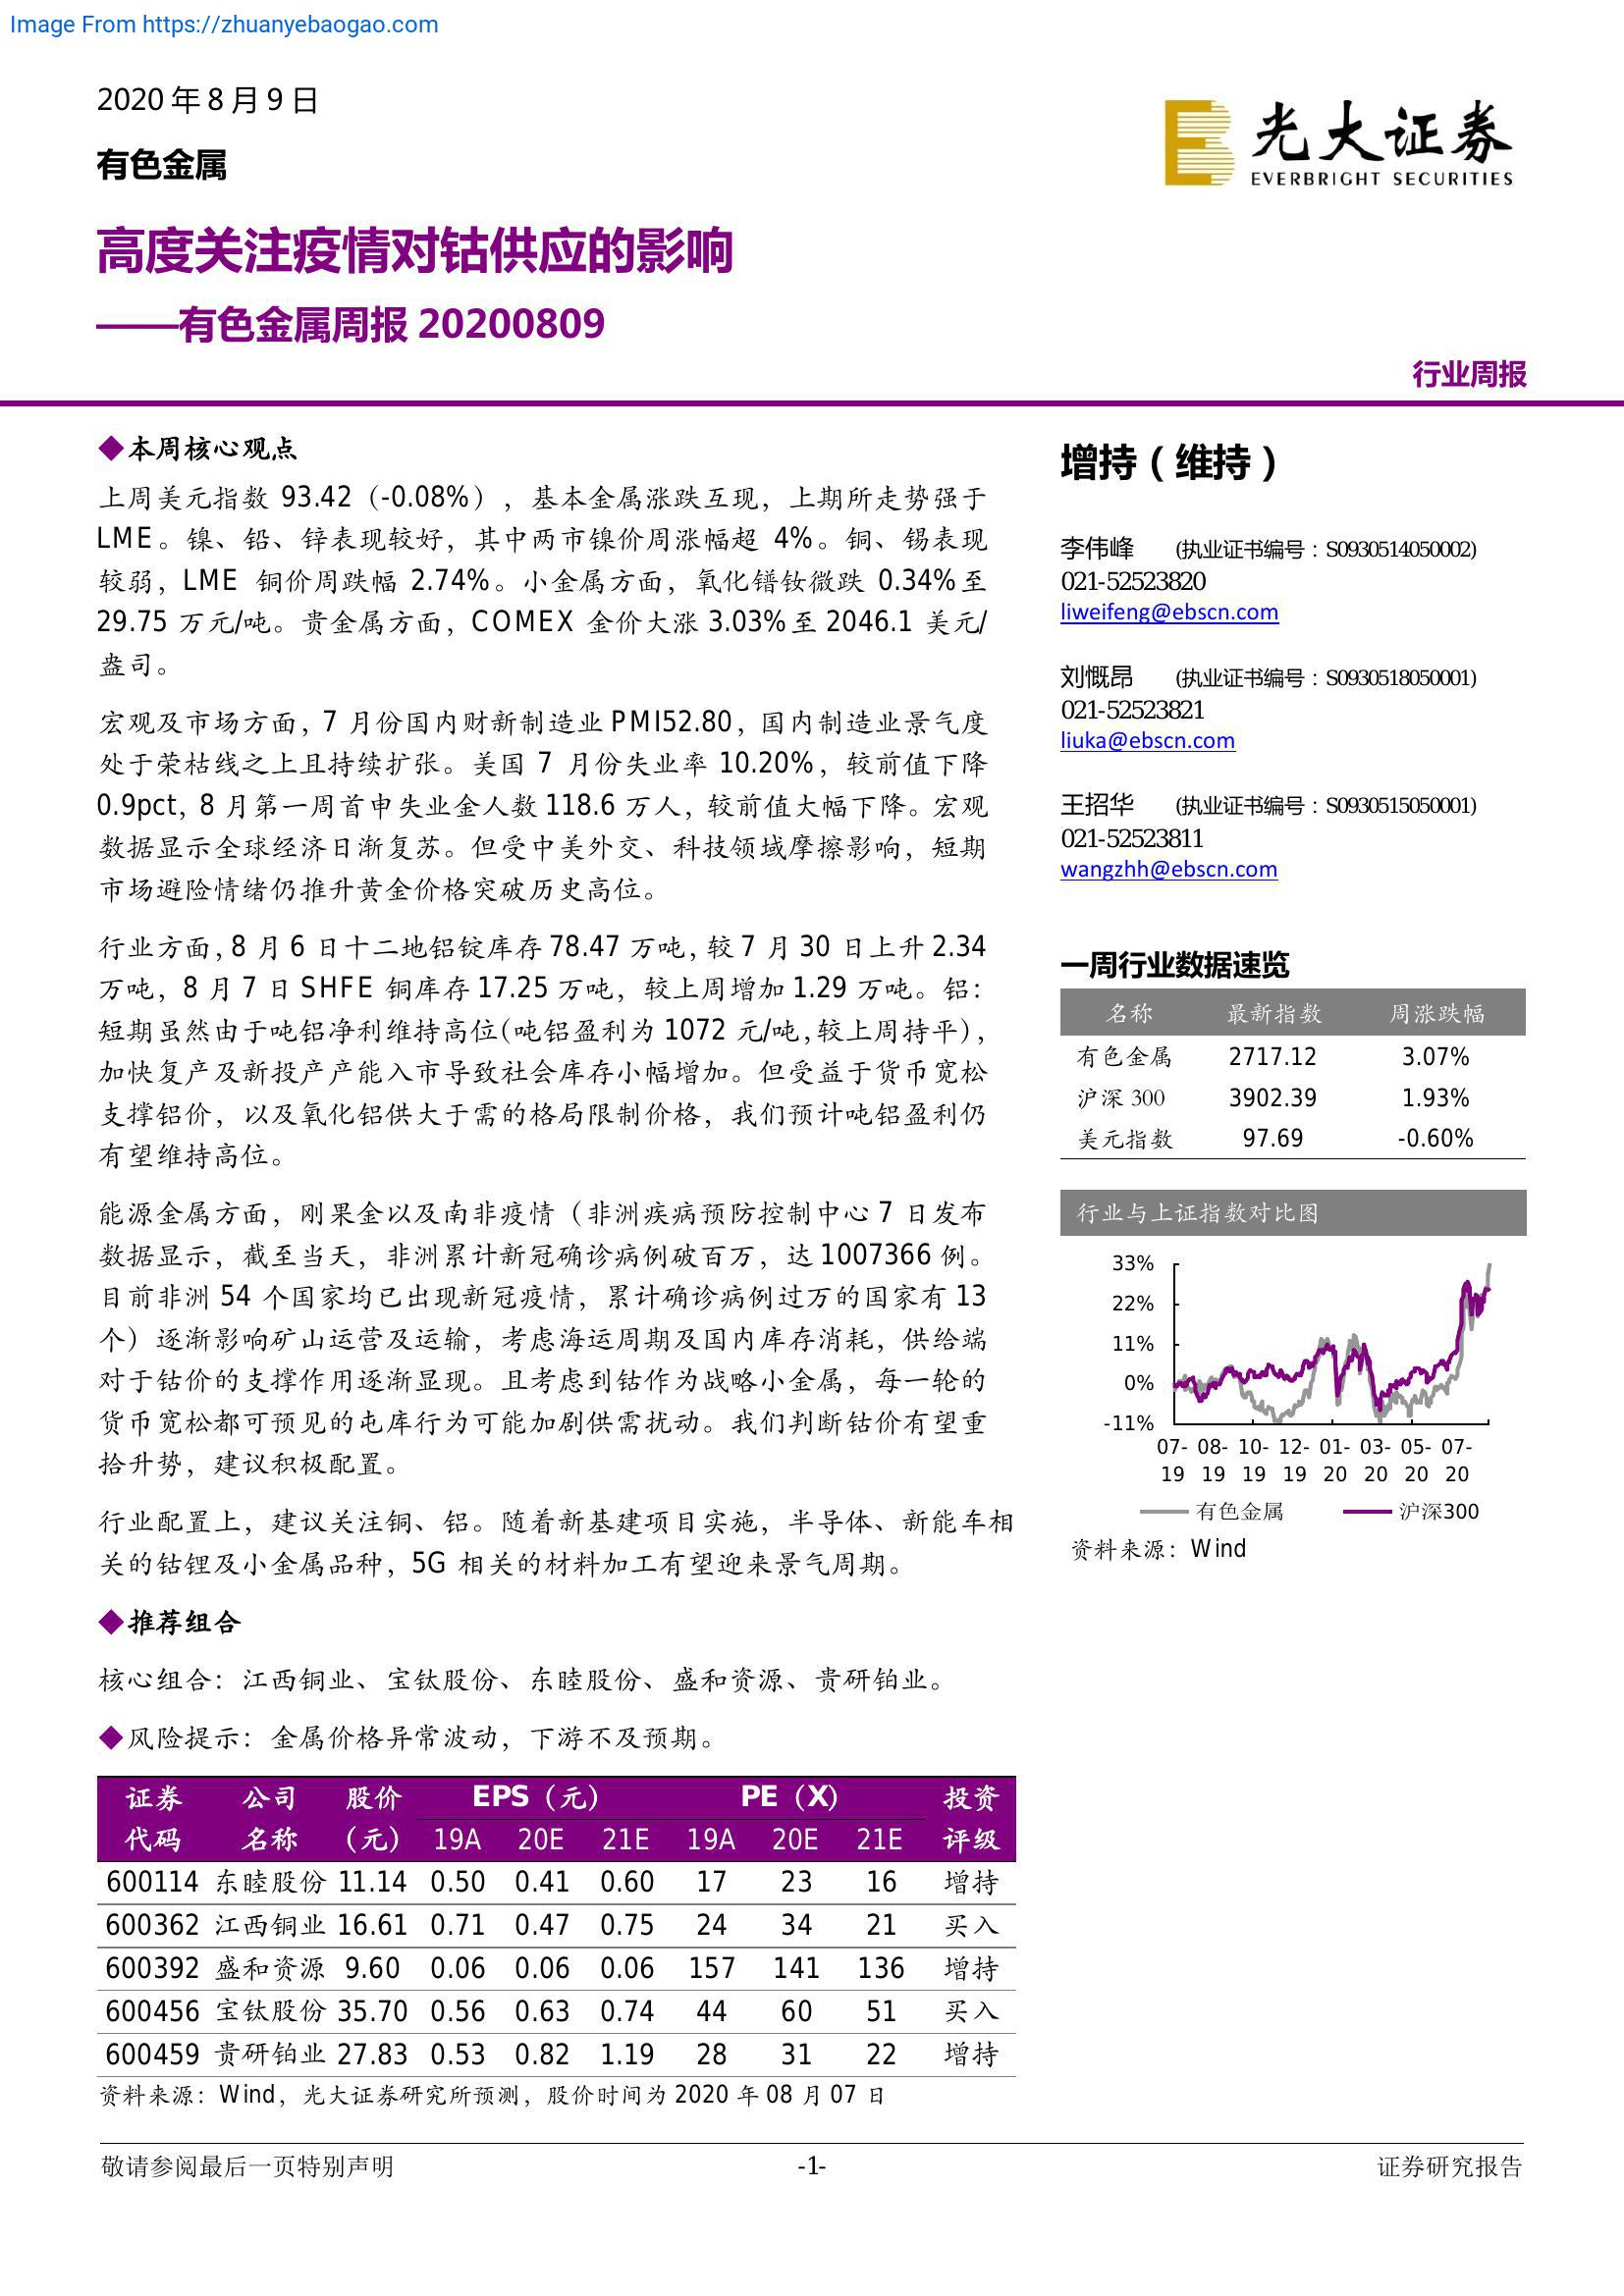 Image From https://zhuanyebaogao.com
2020 年 8 月 9 日
有色金属
光大证券
EVERBRIGHT SECURITIES
高度关注疫情对钴供应的影响
——有色金属周报 20200809
行业周报
◆本周核心观点
上周美元指数 93.42（-0.08%），基本金属涨跌互现，上期所走势强于
LME。镍、铅、锌表现较好，其中两市镍价周涨幅超 4%。铜、锡表现
较弱，LME 铜价周跌幅 2.74%。小金属方面，氧化镨钕微跌 0.34%至
29.75 万元/吨。贵金属方面，COMEX 金价大涨 3.03%至 2046.1 美元/
盎司。
宏观及市场方面，7 月份国内财新制造业 PMI52.80，国内制造业景气度
处于荣枯线之上且持续扩张。美国 7 月份失业率 10.20%，较前值下降
0.9pct，8 月第一周首申失业金人数 118.6 万人，较前值大幅下降。宏观
数据显示全球经济日渐复苏。但受中美外交、科技领域摩擦影响，短期
市场避险情绪仍推升黄金价格突破历史高位。
行业方面，8 月 6 日十二地铝锭库存 78.47 万吨，较 7 月 30 日上升 2.34
万吨，8 月 7 日 SHFE 铜库存 17.25 万吨，较上周增加 1.29 万吨。铝：
短期虽然由于吨铝净利维持高位(吨铝盈利为 1072 元/吨，较上周持平)，
加快复产及新投产产能入市导致社会库存小幅增加。但受益于货币宽松
支撑铝价，以及氧化铝供大于需的格局限制价格，我们预计吨铝盈利仍
有望维持高位。
能源金属方面，刚果金以及南非疫情（非洲疾病预防控制中心 7 日发布
数据显示，截至当天，非洲累计新冠确诊病例破百万，达 1007366 例。
目前非洲 54 个国家均已出现新冠疫情，累计确诊病例过万的国家有 13
个）逐渐影响矿山运营及运输，考虑海运周期及国内库存消耗，供给端
对于钴价的支撑作用逐渐显现。且考虑到钴作为战略小金属，每一轮的
货币宽松都可预见的屯库行为可能加剧供需扰动。我们判断钴价有望重
拾升势，建议积极配置。
行业配置上，建议关注铜、铝。随着新基建项目实施，半导体、新能车相
关的钴锂及小金属品种，5G 相关的材料加工有望迎来景气周期。
◆推荐组合
核心组合：江西铜业、宝钛股份、东睦股份、盛和资源、贵研铂业。
◆风险提示：金属价格异常波动，下游不及预期。
证券 公司 股价 EPS（元） PE（X） 投资
代码 名称 （元） 19A 20E 21E 19A 20E 21E 评级
600114 东睦股份 11.14 0.50 0.41 0.60 17 23 16 增持
600362 江西铜业 16.61 0.71 0.47 0.75 24 34 21 买入
600392 盛和资源 9.60 0.06 0.06 0.06 157 141 136 增持
600456 宝钛股份 35.70 0.56 0.63 0.74 44 60 51 买入
600459 贵研铂业 27.83 0.53 0.82 1.19 28 31 22 增持
资料来源：Wind，光大证券研究所预测，股价时间为 2020 年 08 月 07 日
增持（维持）
李伟峰 (执业证书编号：S0930514050002)
021-52523820
liweifeng@ebscn.com
刘慨昂 (执业证书编号：S0930518050001)
021-52523821
liuka@ebscn.com
王招华 (执业证书编号：S0930515050001)
021-52523811
wangzhh@ebscn.com
一周行业数据速览
名称 最新指数 周涨跌幅
有色金属 2717.12 3.07%
沪深 300 3902.39 1.93%
美元指数 97.69 -0.60%
行业与上证指数对比图
33%
22%
11%
0%
-11%
07- 08- 10- 12- 01- 03- 05- 07-
19 19 19 19 20 20 20 20
有色金属 沪深300
资料来源：Wind
敬请参阅最后一页特别声明 -1- 证券研究报告